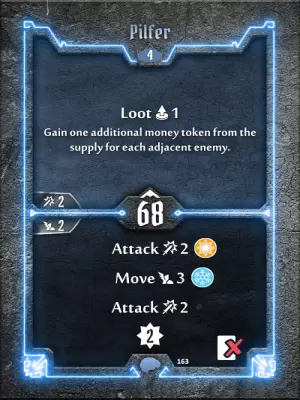 Pilfer
4
Loot 1
Gain one additional money token from the
supply for each adjacent enemy.
2
68
2
Attack 2
Move 3
Attack 2
2
163